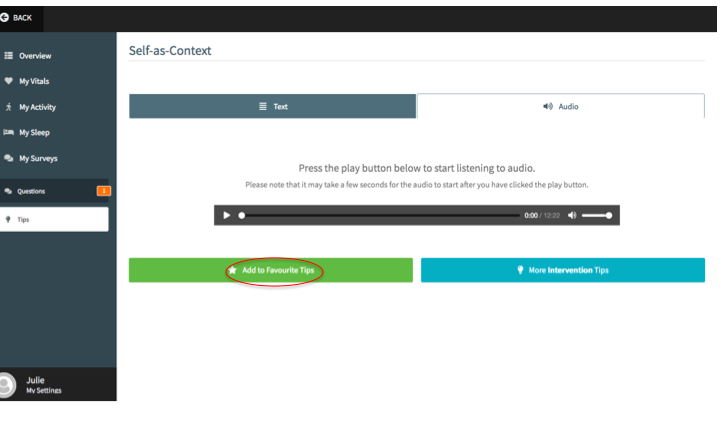 BACK
Overview
My Vitals
My Activity
My Sleep
My Surveys
Questions 1
Tips
Julie
My Settings
Self-as-Context
Text
Audio
Press the play button below to start listening to audio.
Please note that it may take a few seconds for the audio to start after you have clicked the play button.
0:00 / 12:22
Add to Favourite Tips
More Intervention Tips